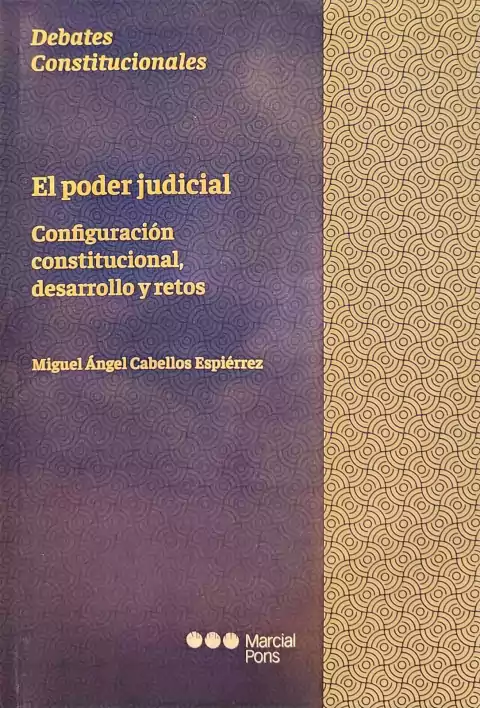 Debates
Constitucionales
El poder judicial
Configuración
constitucional,
desarrollo y retos
Miguel Ángel Cabellos Espiérrez
Marcial
Pons